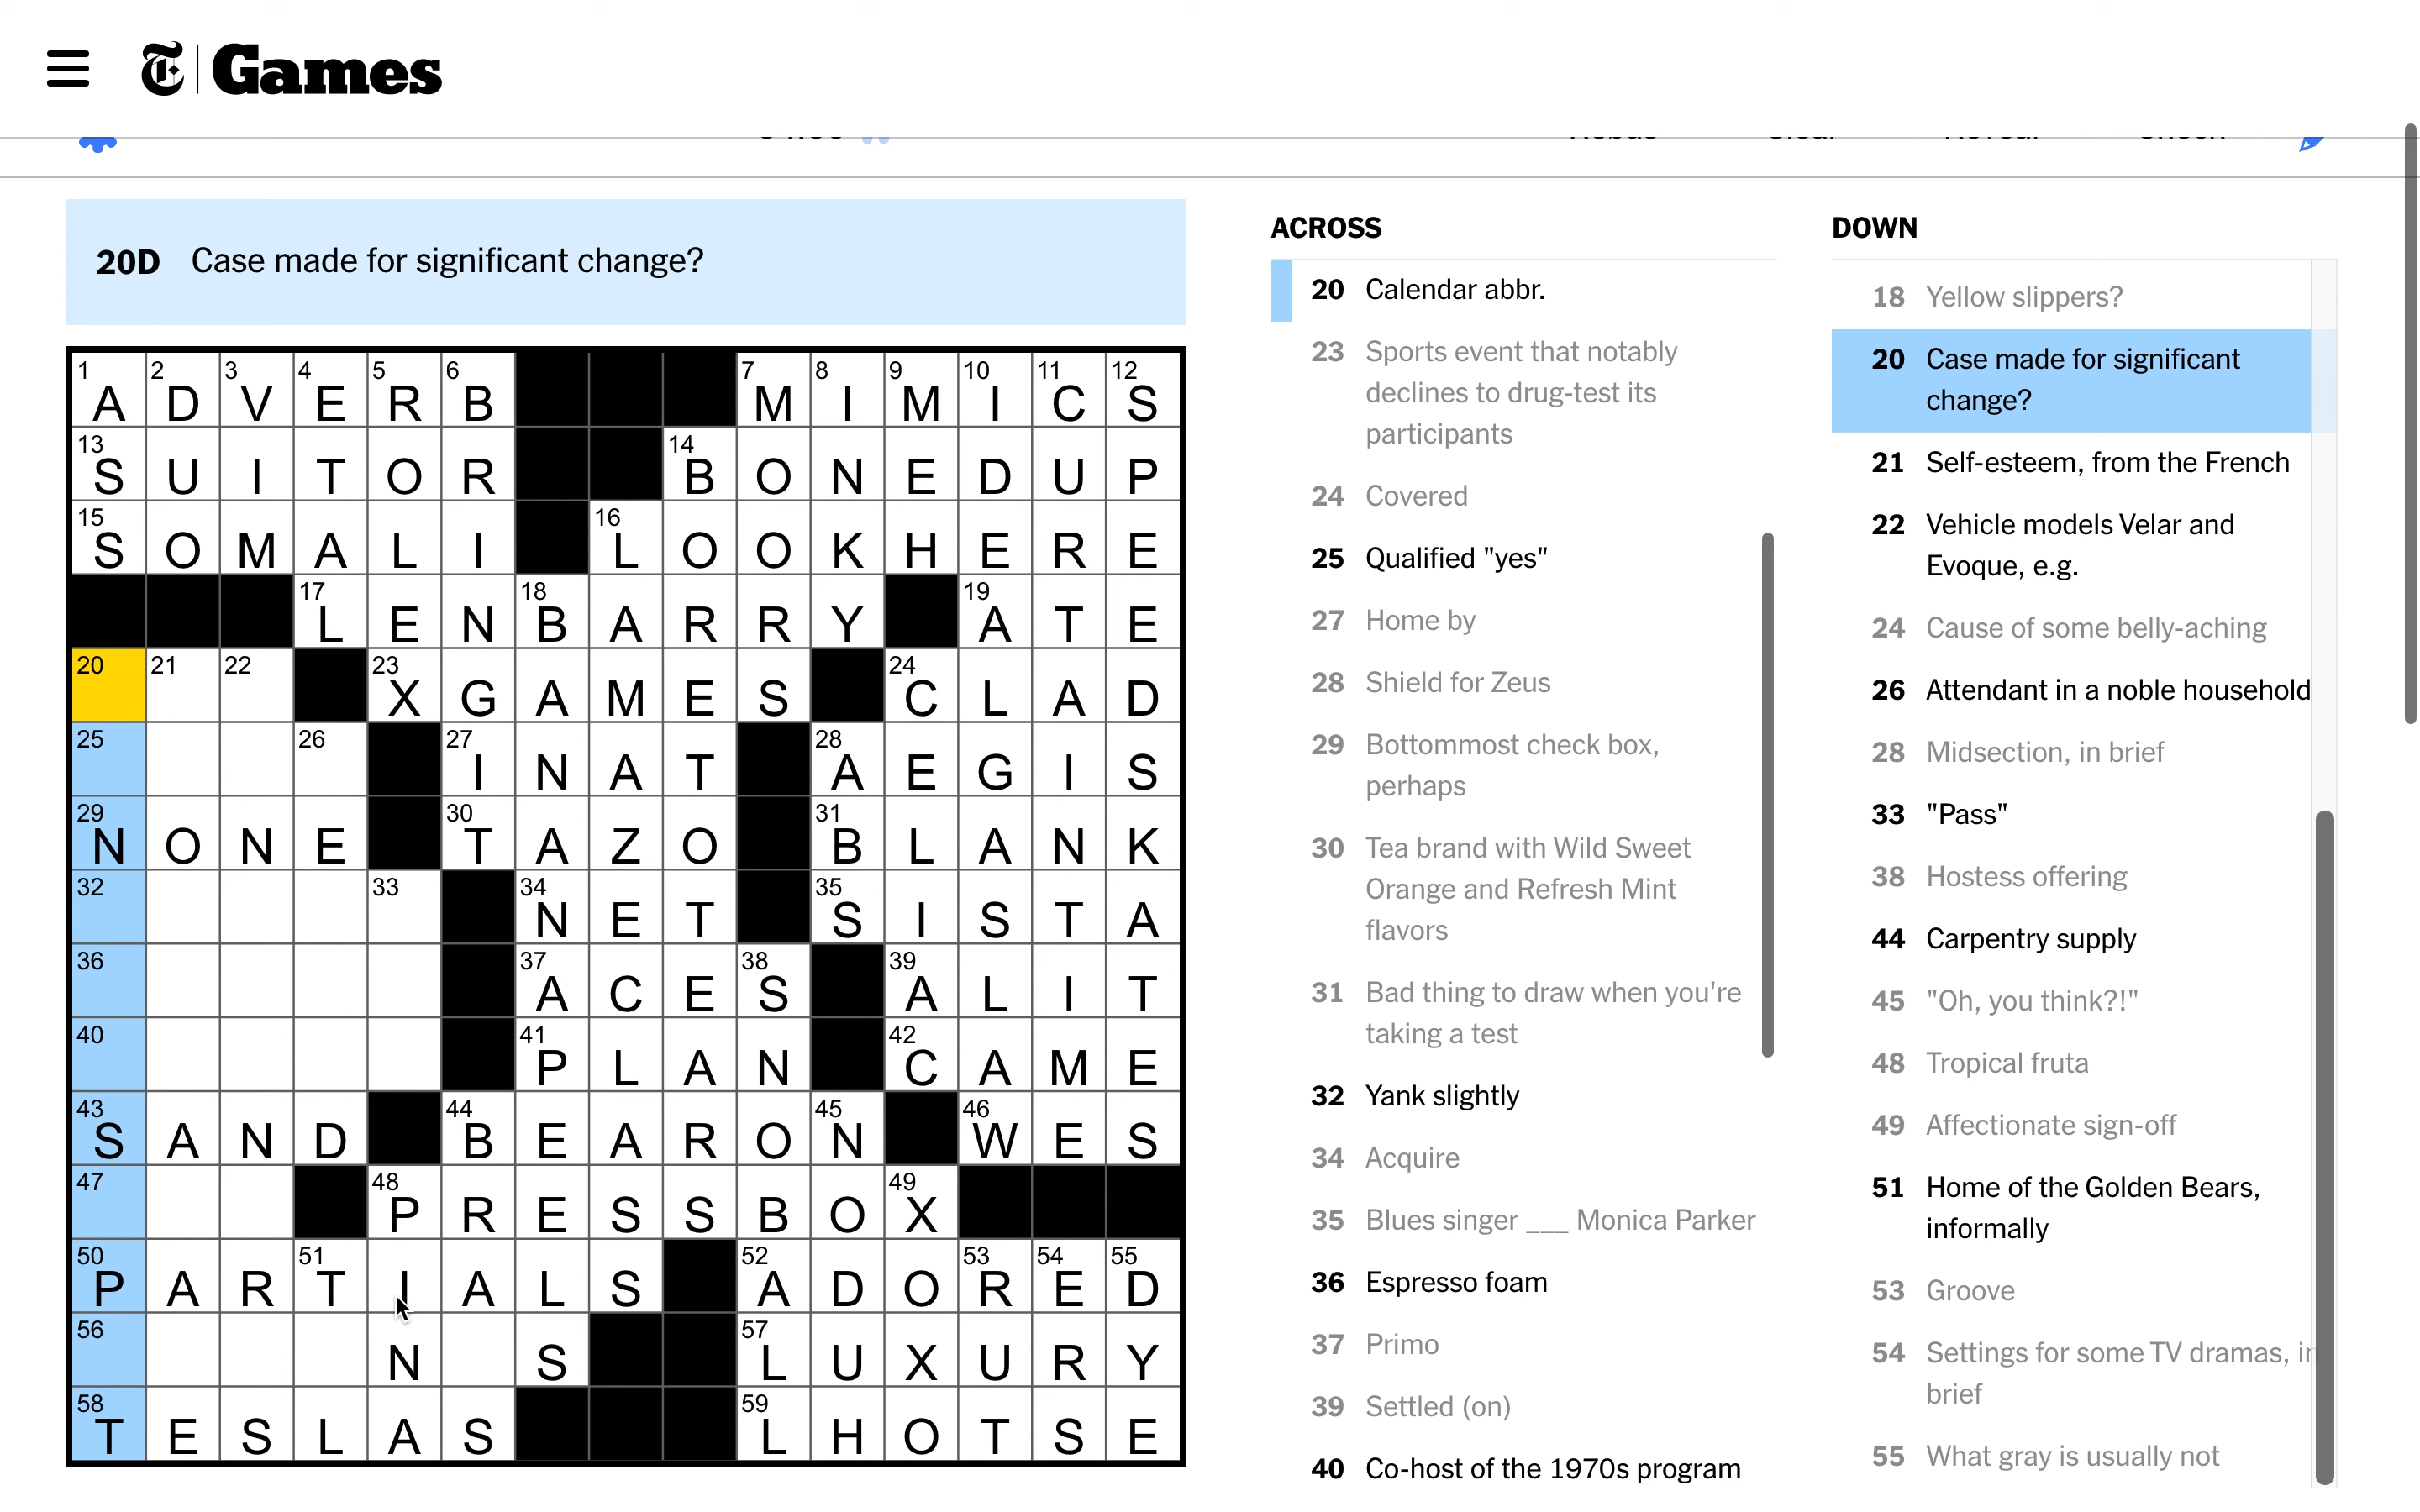 T Games
20D Case made for significant change?
1 2 3 4 5 6 7 8 9 10 11 12
A D V E R B M I M I C S
13 14
S U I T O R B O N E D U P
15 16
S O M A L I L O O K H E R E
17 18 19
L E N B A R R Y A T E
20 21 22 23 24
X G A M E S C L A D
25 26 27 28
I N A T A E G I S
29 30 31
N O N E T A Z O B L A N K
32 33 34 35
N E T S I S T A
36 37 38 39
A C E S A L I T
40 41 42
P L A N C A M E
43 44 45 46
S A N D B E A R O N W E S
47 48 49
P R E S S B O X
50 51 52 53 54 55
P A R T I A L S A D O R E D
56 57
N S L U X U R Y
58 59
T E S L A S L H O T S E
ACROSS
20 Calendar abbr.
23 Sports event that notably
declines to drug-test its
participants
24 Covered
25 Qualified "yes"
27 Home by
28 Shield for Zeus
29 Bottommost check box,
perhaps
30 Tea brand with Wild Sweet
Orange and Refresh Mint
flavors
31 Bad thing to draw when you're
taking a test
32 Yank slightly
34 Acquire
35 Blues singer ___ Monica Parker
36 Espresso foam
37 Primo
39 Settled (on)
40 Co-host of the 1970s program
DOWN
18 Yellow slippers?
20 Case made for significant
change?
21 Self-esteem, from the French
22 Vehicle models Velar and
Evoque, e.g.
24 Cause of some belly-aching
26 Attendant in a noble household
28 Midsection, in brief
33 "Pass"
38 Hostess offering
44 Carpentry supply
45 "Oh, you think?!"
48 Tropical fruta
49 Affectionate sign-off
51 Home of the Golden Bears,
informally
53 Groove
54 Settings for some TV dramas, in
brief
55 What gray is usually not